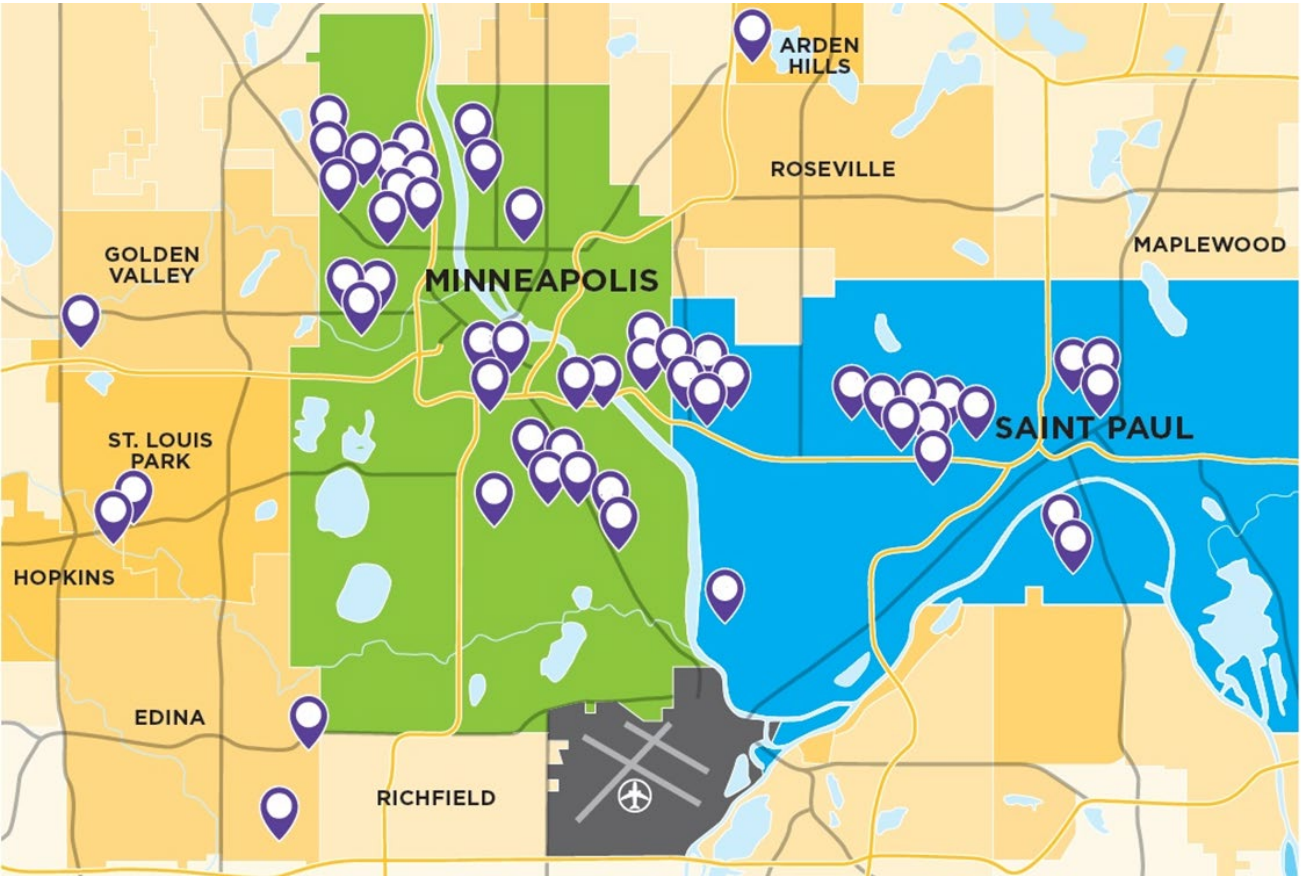 ARDEN
HILLS
ROSEVILLE
MAPLEWOOD
GOLDEN
VALLEY
MINNEAPOLIS
ST. LOUIS
PARK
SAINT PAUL
HOPKINS
EDINA
RICHFIELD